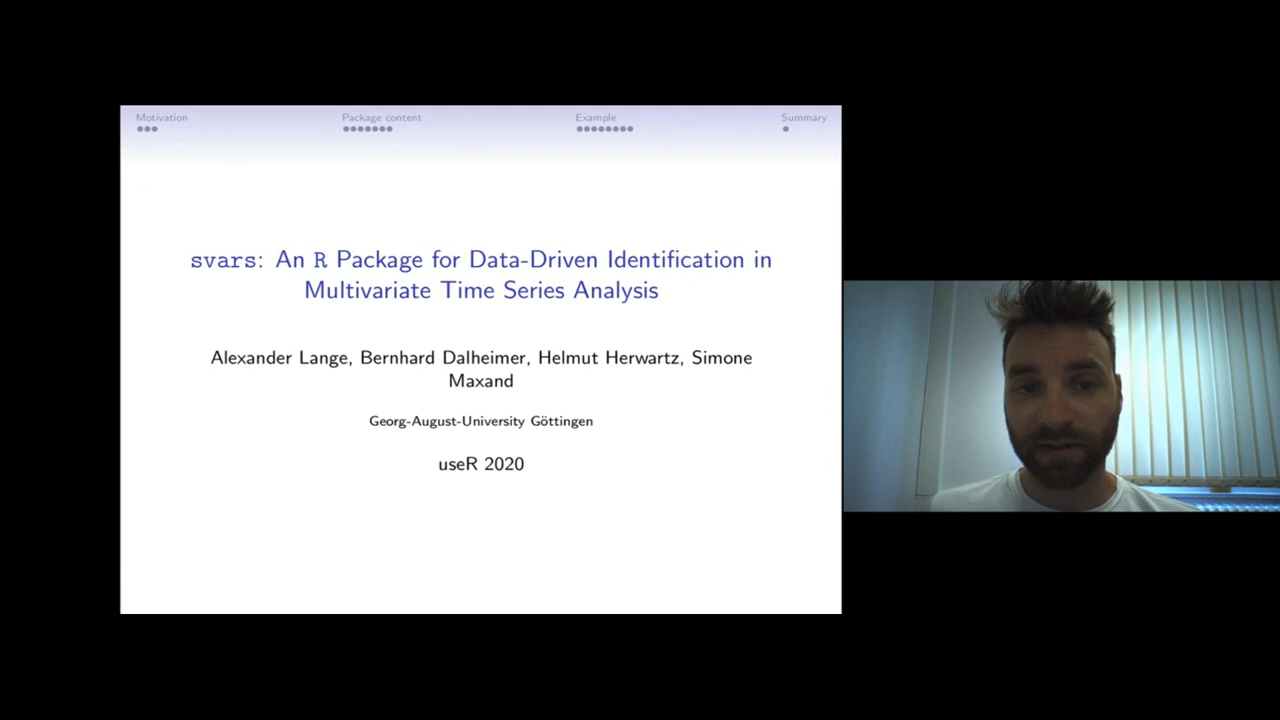 Motivation
Package content
Example
Summary
svars: An R Package for Data-Driven Identification in
Multivariate Time Series Analysis
Alexander Lange, Bernhard Dalheimer, Helmut Herwartz, Simone
Maxand
Georg-August-University Göttingen
useR 2020